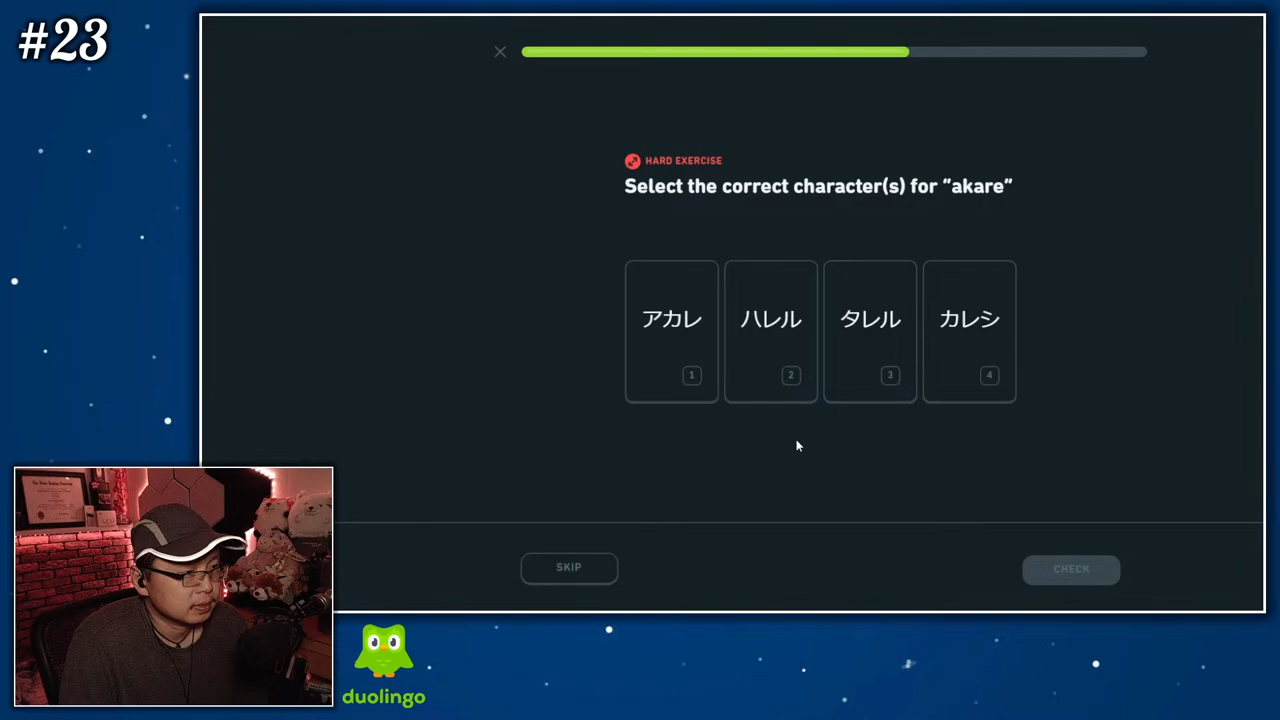 #23
HARD EXERCISE
Select the correct character(s) for "akare"
アカレ
1
ハレル
2
タレル
3
カレシ
4
SKIP
CHECK
duolingo